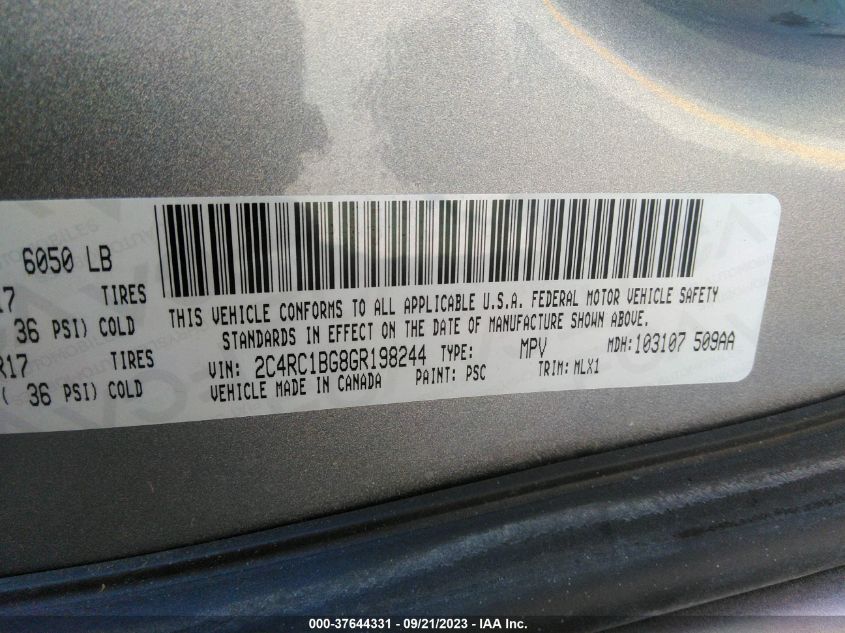 6050 LB
17 TIRES
36 PSI) COLD
R17 TIRES
( 36 PSI) COLD
THIS VEHICLE CONFORMS TO ALL APPLICABLE U.S.A. FEDERAL MOTOR VEHICLE SAFETY
STANDARDS IN EFFECT ON THE DATE OF MANUFACTURE SHOWN ABOVE.
VIN: 2C4RC1BG8GR198244 TYPE: MPV MDH: 103107 509AA
VEHICLE MADE IN CANADA PAINT: PSC TRIM: MLX1
000-37644331 - 09/21/2023 - IAA Inc.